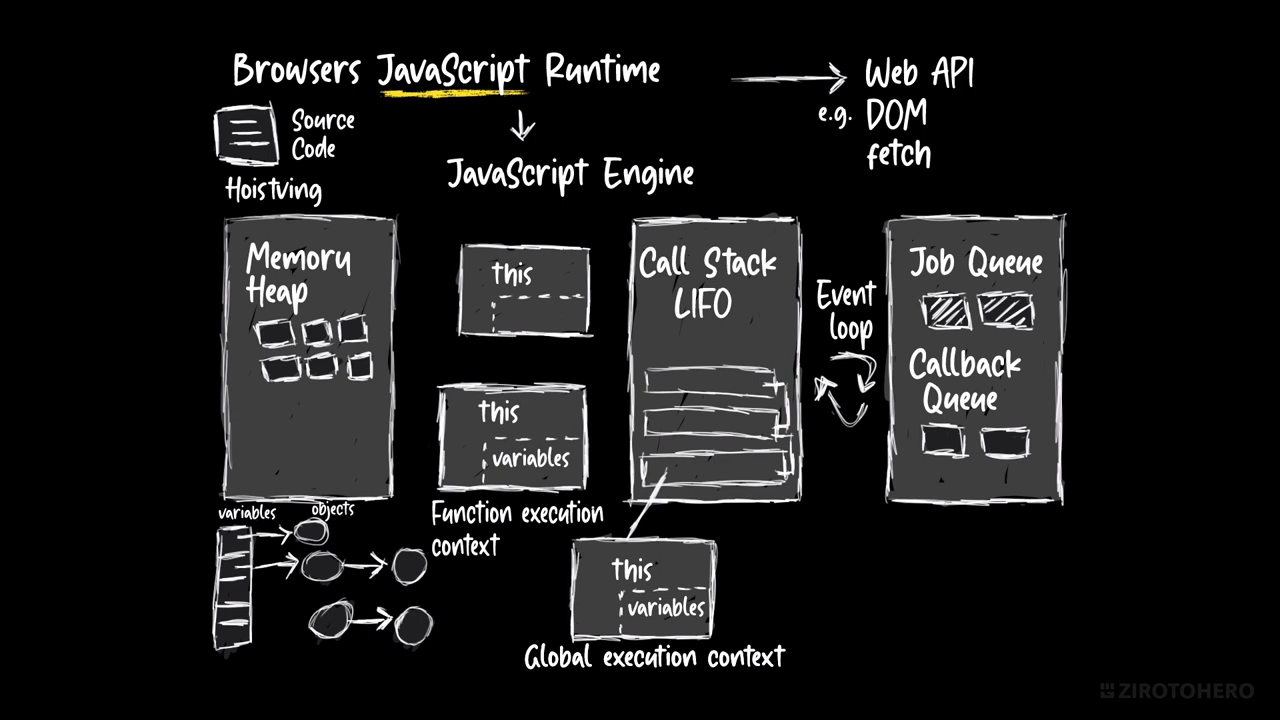 Browsers JavaScript Runtime
Web API
e.g. DOM
fetch
Source
Code
JavaScript Engine
Hoistving
Memory
Heap
this
Call Stack
LIFO
Event
loop
Job Queue
Callback
Queue
this
variables
Function execution
context
variables
objects
this
variables
Global execution context
ZIROTOHERO